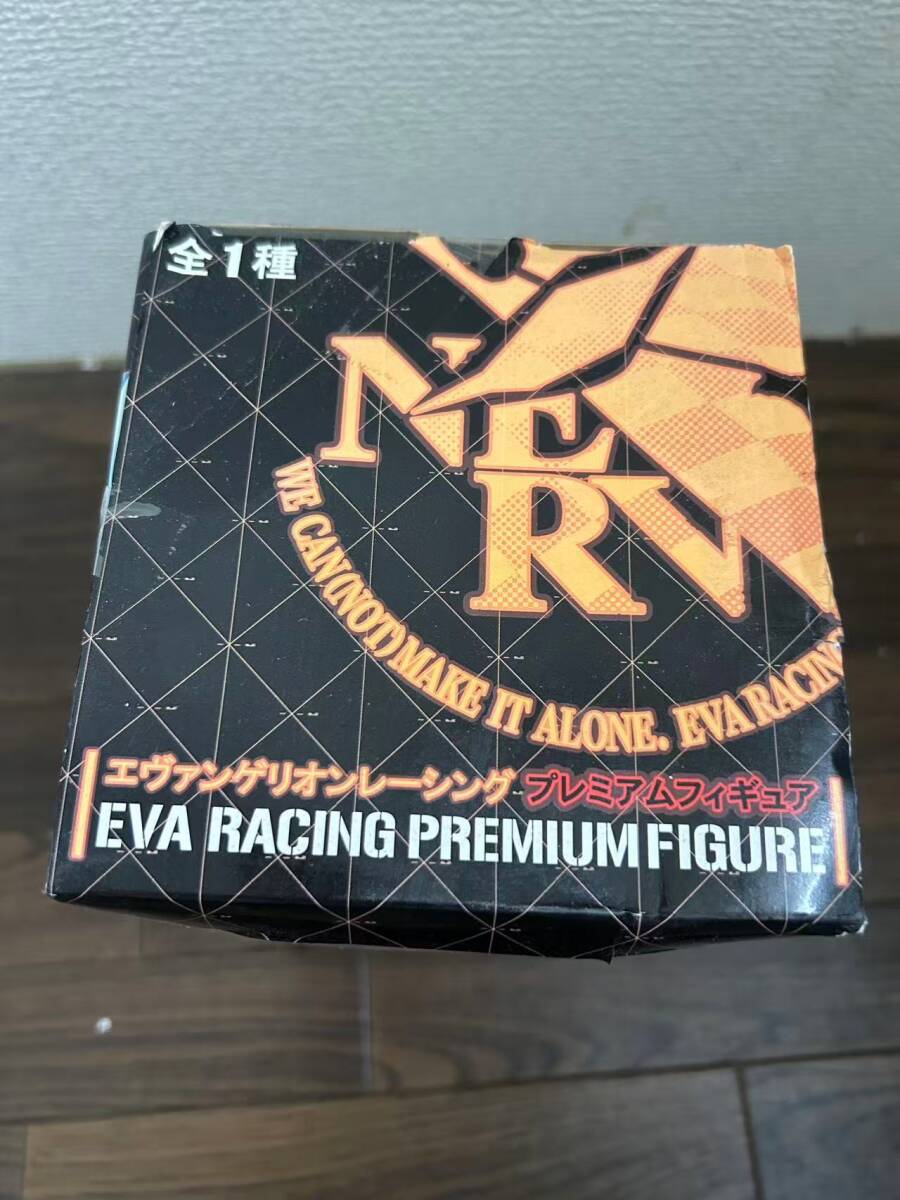 全1種
NERV
WE CAN (NOT) MAKE IT ALONE. EVA RACING
エヴァンゲリオンレーシング プレミアムフィギュア
EVA RACING PREMIUM FIGURE